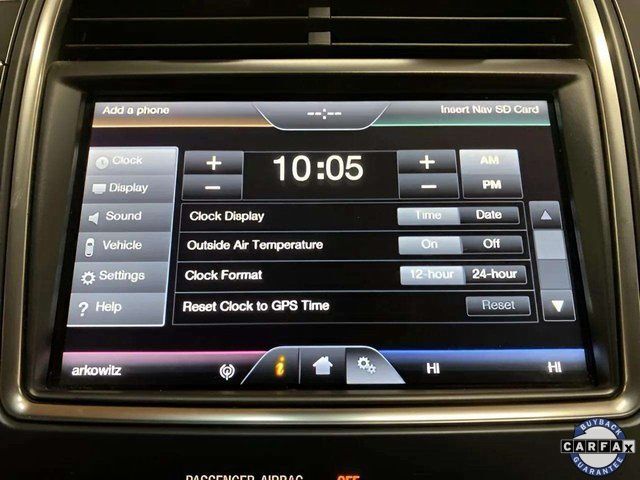 Add a phone --:-- Insert Nav SD Card
Clock + 10:05 + AM
Display − − PM
Sound Clock Display Time Date
Vehicle Outside Air Temperature On Off
Settings Clock Format 12-hour 24-hour
? Help Reset Clock to GPS Time Reset
arkowitz i HI HI
PASSENGER AIRBAG OFF
BUYBACK
CARFAX
GUARANTEE